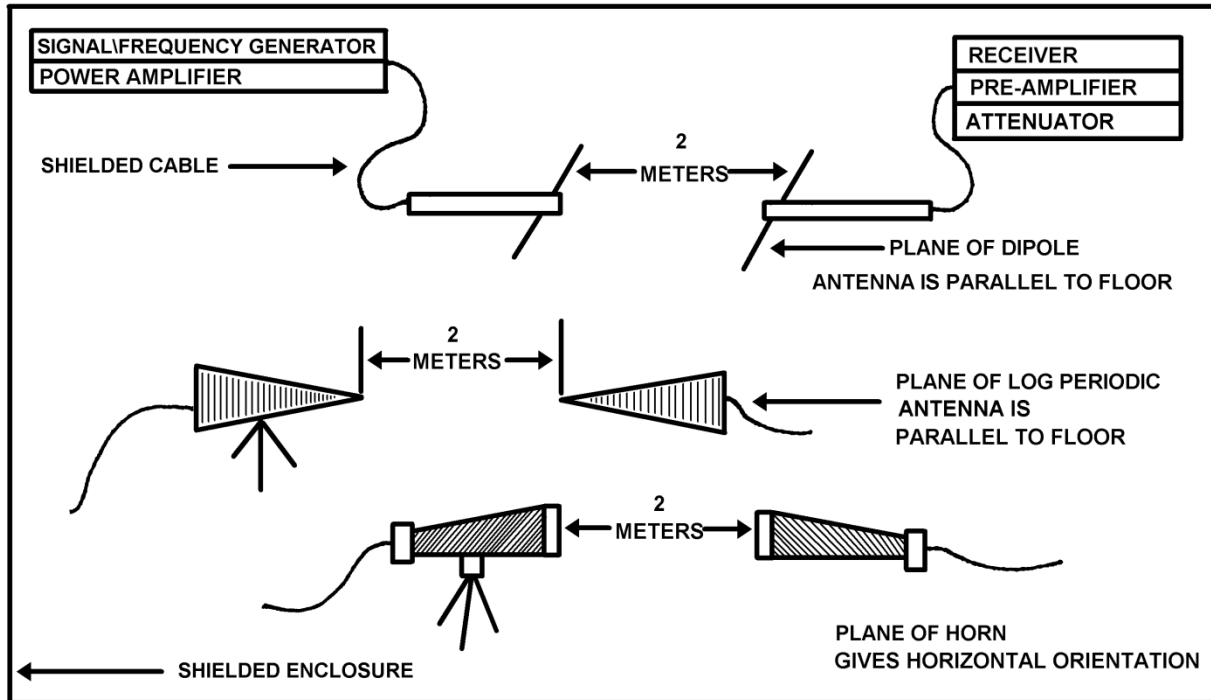 SIGNAL\FREQUENCY GENERATOR
POWER AMPLIFIER
RECEIVER
PRE-AMPLIFIER
ATTENUATOR
SHIELDED CABLE
2
METERS
PLANE OF DIPOLE
ANTENNA IS PARALLEL TO FLOOR
2
METERS
PLANE OF LOG PERIODIC
ANTENNA IS
PARALLEL TO FLOOR
2
METERS
PLANE OF HORN
GIVES HORIZONTAL ORIENTATION
SHIELDED ENCLOSURE